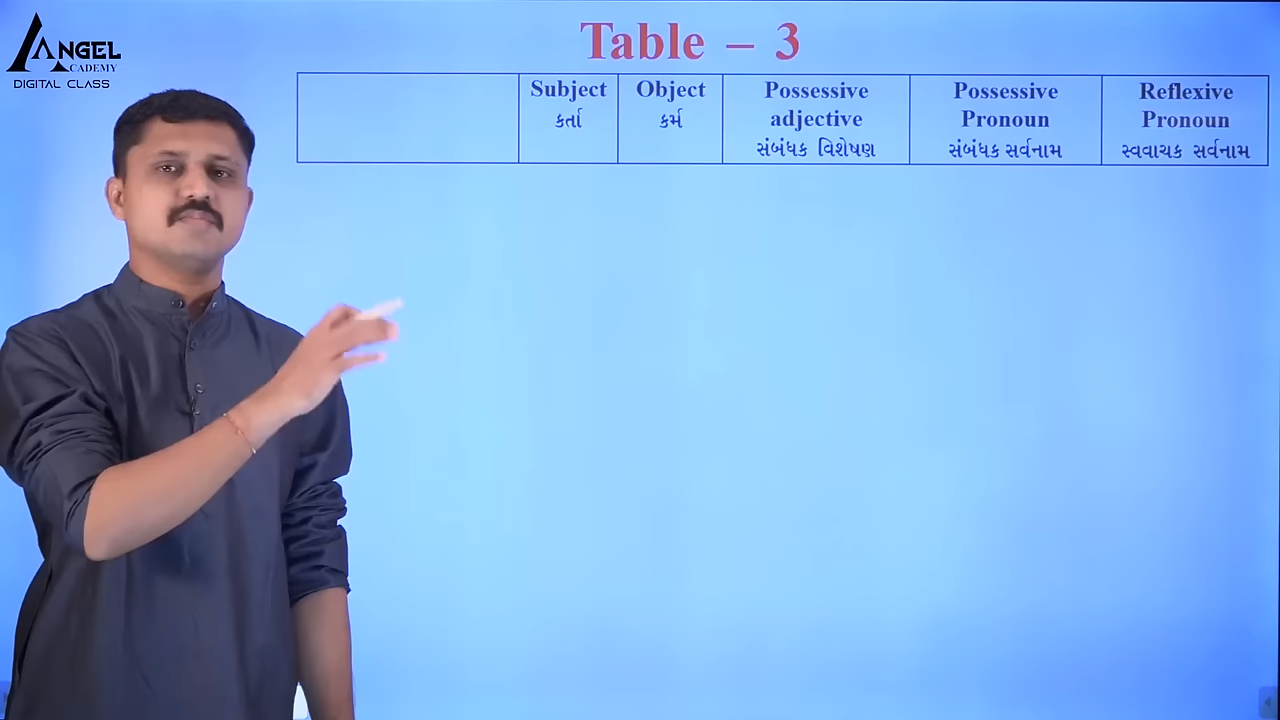 ANGEL
ACADEMY
DIGITAL CLASS
Table – 3
Subject
કર્તા
Object
કર્મ
Possessive
adjective
સંબંધક વિશેષણ
Possessive
Pronoun
સંબંધક સર્વનામ
Reflexive
Pronoun
સ્વવાચક સર્વનામ